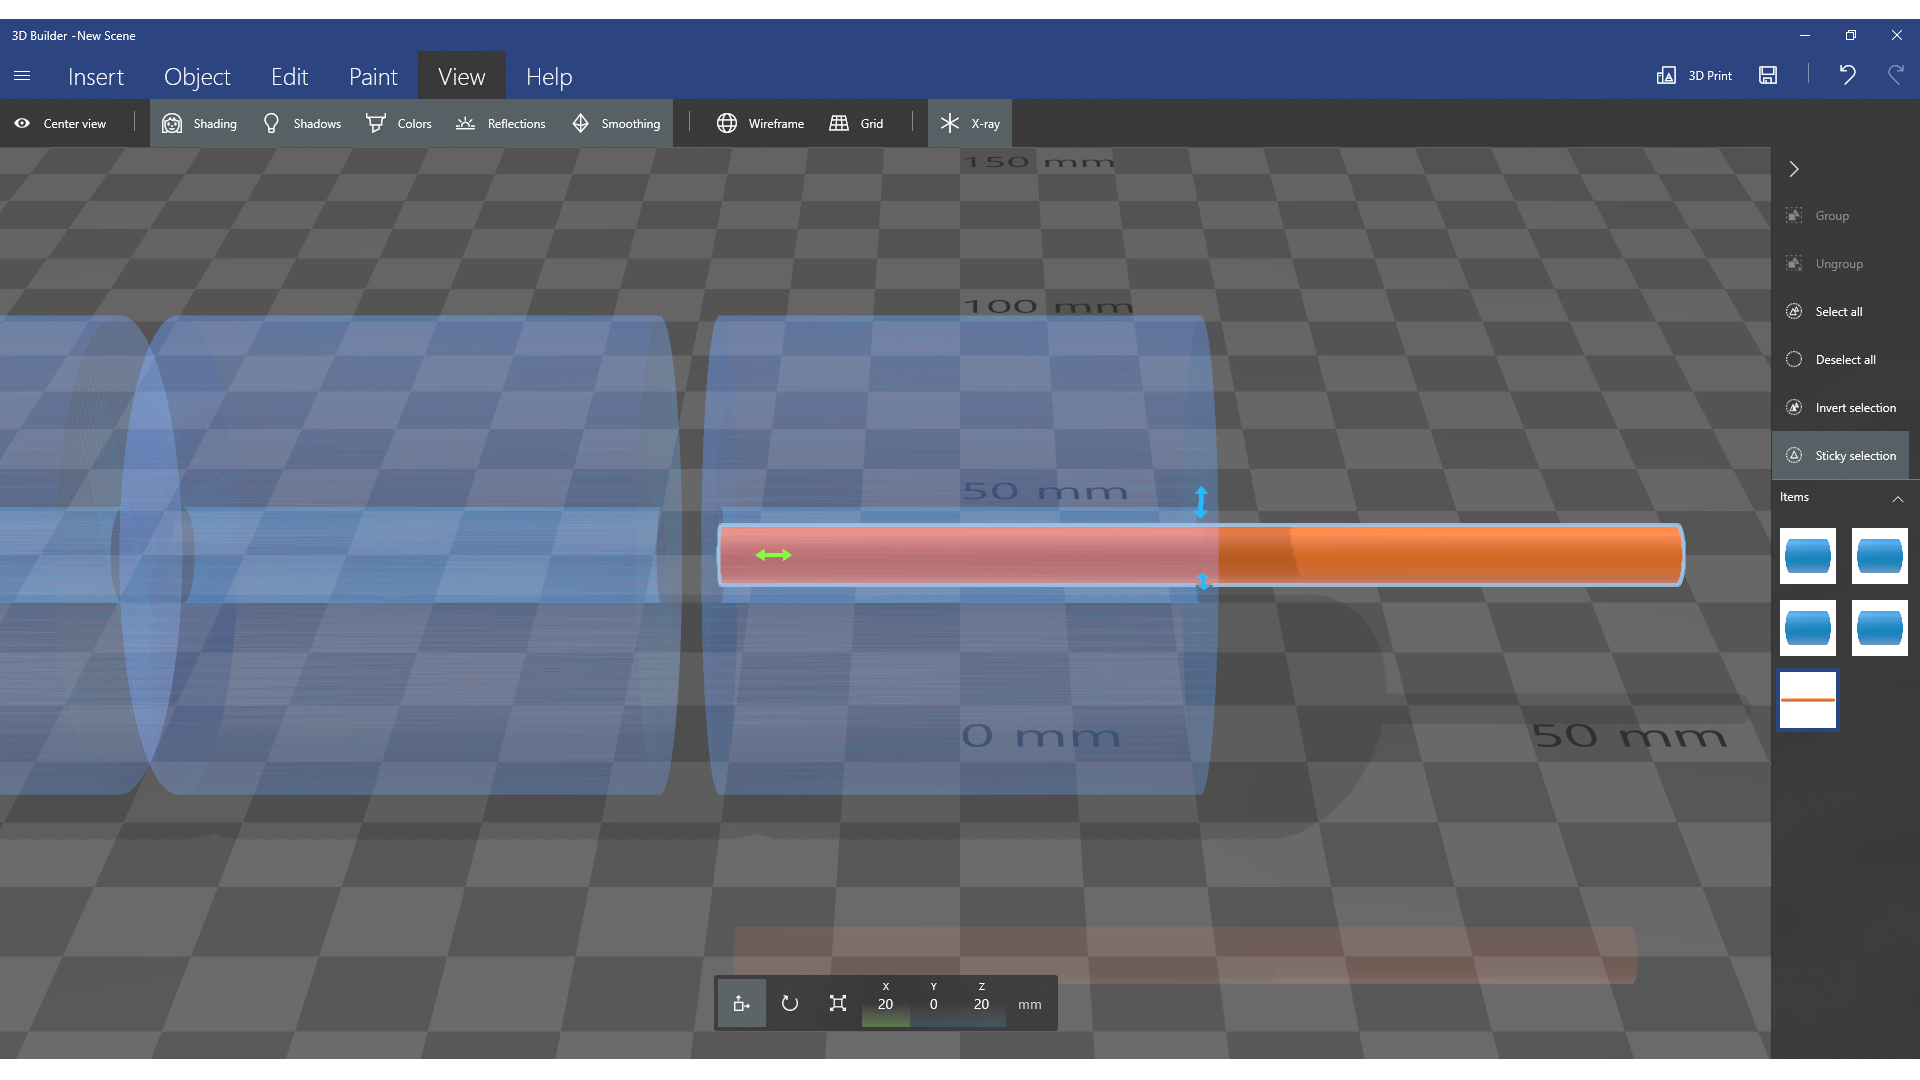 3D Builder -New Scene
Insert Object Edit Paint View Help
3D Print
Center view Shading Shadows Colors Reflections Smoothing Wireframe Grid X-ray
150 mm
Group
Ungroup
100 mm
Select all
Deselect all
Invert selection
Sticky selection
50 mm
Items
0 mm
50 mm
X Y Z
20 0 20 mm